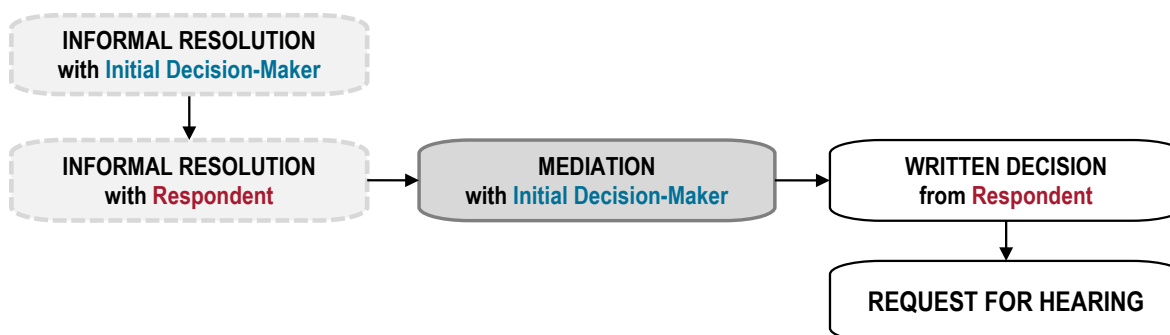 INFORMAL RESOLUTION
with Initial Decision-Maker
INFORMAL RESOLUTION
with Respondent
MEDIATION
with Initial Decision-Maker
WRITTEN DECISION
from Respondent
REQUEST FOR HEARING